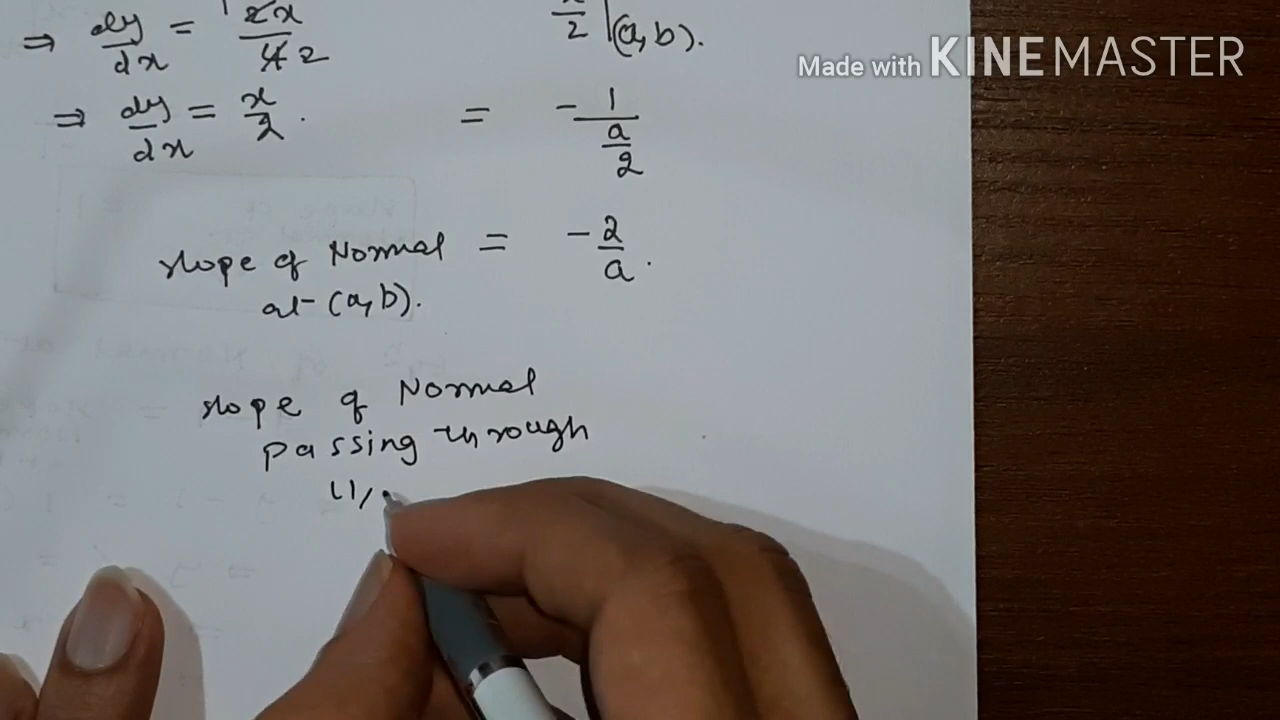 ⇒ dy/dx = 2x/4 2
x/2 |(a,b).
Made with KINEMASTER
⇒ dy/dx = x/2.
= - 1/(a/2)
slope of Normal = - 2/a.
at (a,b).
slope of Normal
passing through
(1,